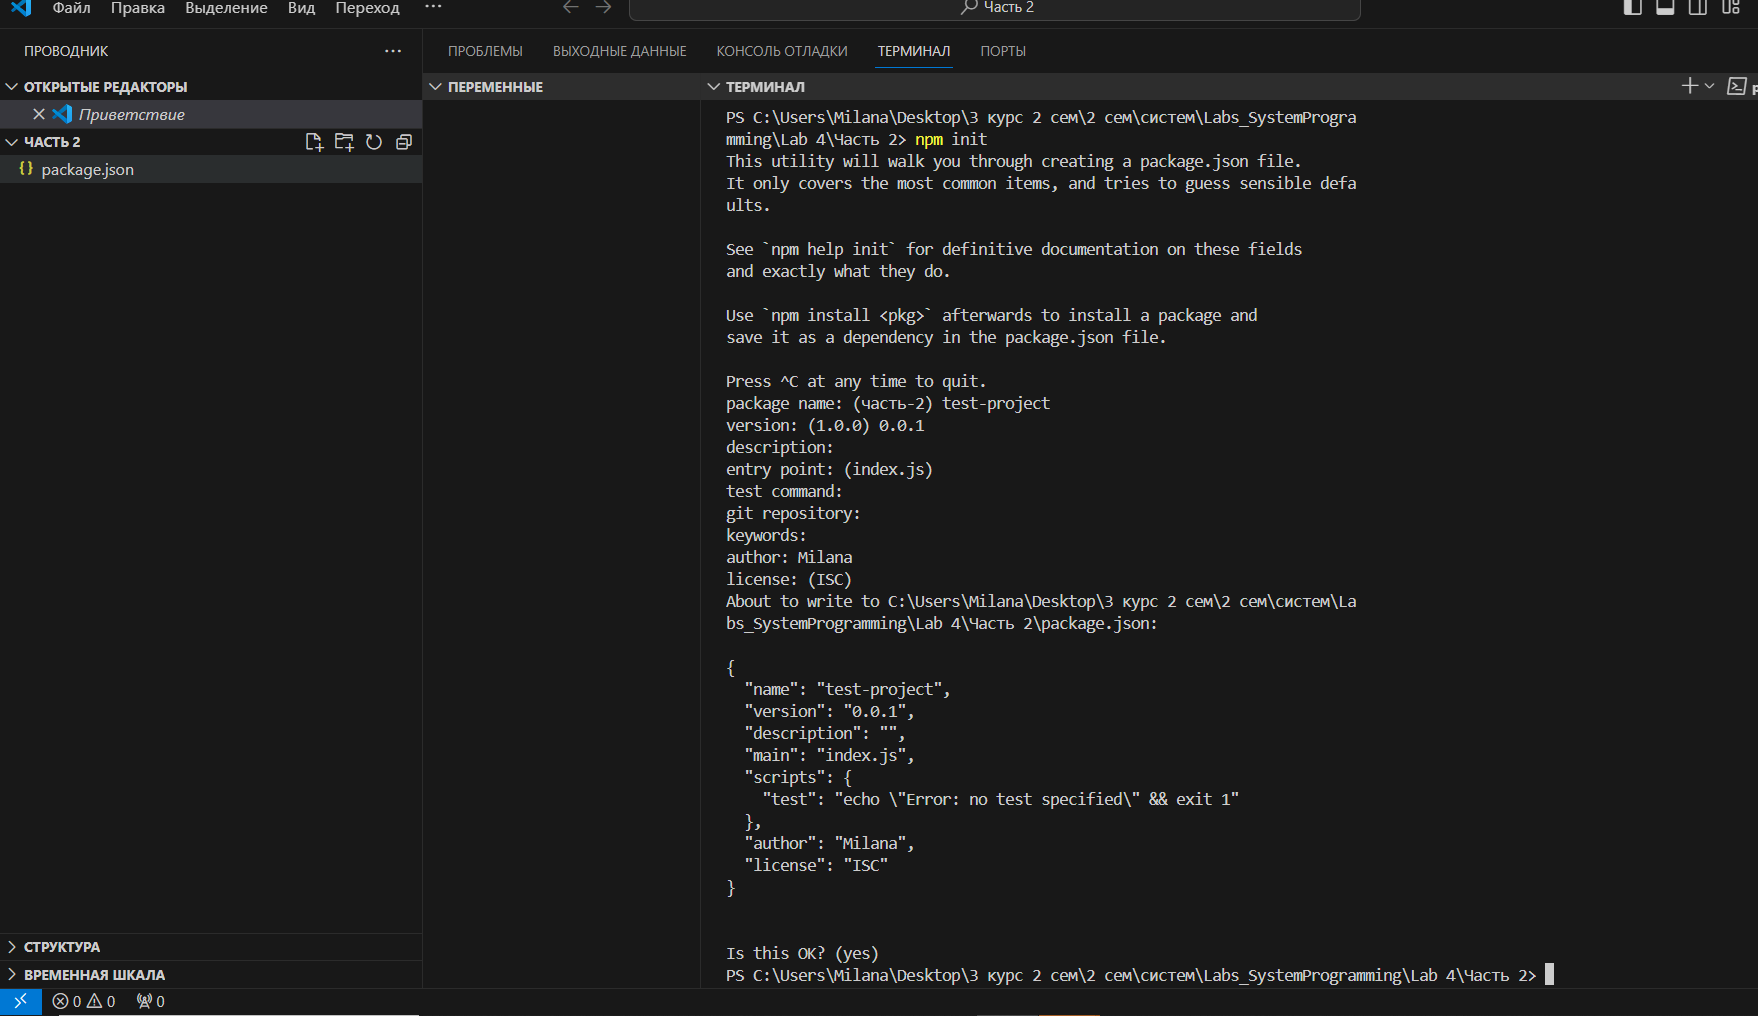 Файл Правка Выделение Вид Переход ··· Часть 2
ПРОВОДНИК ···
ОТКРЫТЫЕ РЕДАКТОРЫ
Приветствие
ЧАСТЬ 2
{} package.json
СТРУКТУРА
ВРЕМЕННАЯ ШКАЛА
ПРОБЛЕМЫ ВЫХОДНЫЕ ДАННЫЕ КОНСОЛЬ ОТЛАДКИ ТЕРМИНАЛ ПОРТЫ
ПЕРЕМЕННЫЕ
ТЕРМИНАЛ
PS C:\Users\Milana\Desktop\3 курс 2 сем\2 сем\систем\Labs_SystemProgra
mming\Lab 4\Часть 2> npm init
This utility will walk you through creating a package.json file.
It only covers the most common items, and tries to guess sensible defa
ults.
See `npm help init` for definitive documentation on these fields
and exactly what they do.
Use `npm install <pkg>` afterwards to install a package and
save it as a dependency in the package.json file.
Press ^C at any time to quit.
package name: (часть-2) test-project
version: (1.0.0) 0.0.1
description:
entry point: (index.js)
test command:
git repository:
keywords:
author: Milana
license: (ISC)
About to write to C:\Users\Milana\Desktop\3 курс 2 сем\2 сем\систем\La
bs_SystemProgramming\Lab 4\Часть 2\package.json:
{
"name": "test-project",
"version": "0.0.1",
"description": "",
"main": "index.js",
"scripts": {
"test": "echo \"Error: no test specified\" && exit 1"
},
"author": "Milana",
"license": "ISC"
}
Is this OK? (yes)
PS C:\Users\Milana\Desktop\3 курс 2 сем\2 сем\систем\Labs_SystemProgramming\Lab 4\Часть 2>
0 0 0